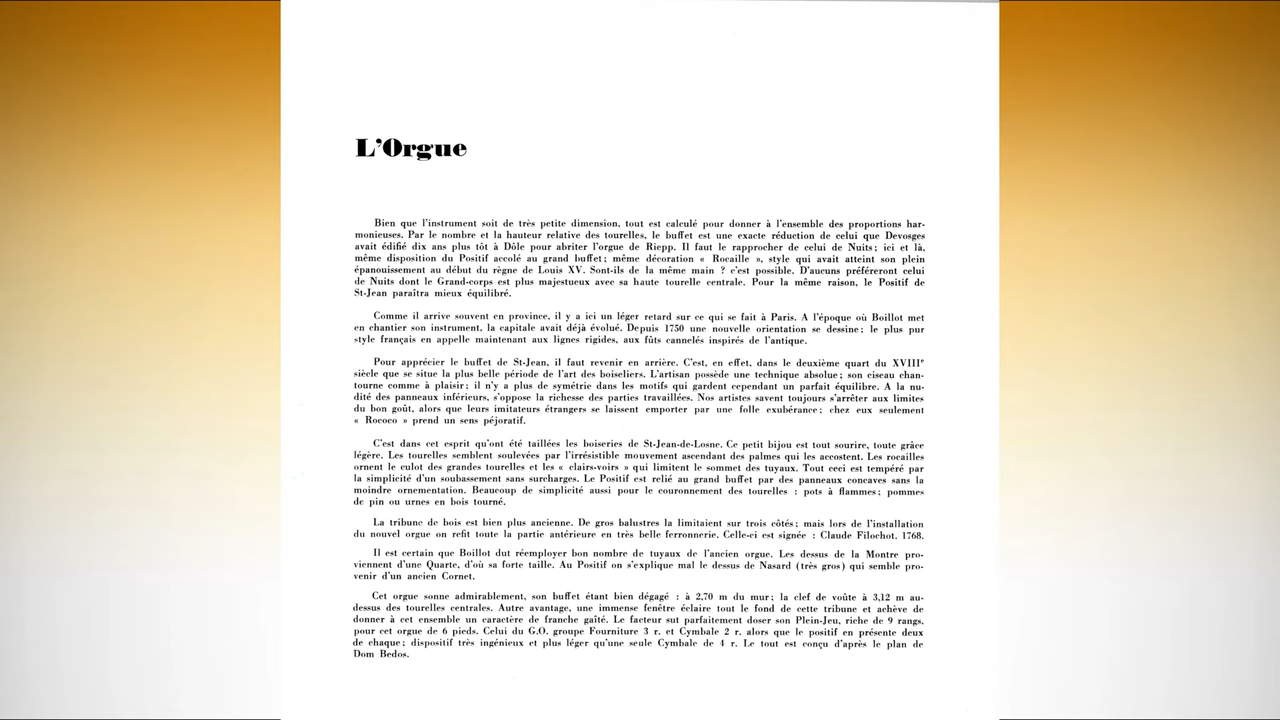 L'Orgue
Bien que l'instrument soit de très petite dimension, tout est calculé pour donner à l'ensemble des proportions har-
monieuses. Par le nombre et la hauteur relative des tourelles, le buffet est une exacte réduction de celui que Devosges
avait édifié dix ans plus tôt à Dôle pour abriter l'orgue de Riepp. Il faut le rapprocher de celui de Nuits ; ici et là,
même disposition du Positif accolé au grand buffet ; même décoration « Rocaille », style qui avait atteint son plein
épanouissement au début du règne de Louis XV. Sont-ils de la même main ? c'est possible. D'aucuns préféreront celui
de Nuits dont le Grand-corps est plus majestueux avec sa haute tourelle centrale. Pour la même raison, le Positif de
St-Jean paraîtra mieux équilibré.
Comme il arrive souvent en province, il y a ici un léger retard sur ce qui se fait à Paris. A l'époque où Boillot met
en chantier son instrument, la capitale avait déjà évolué. Depuis 1750 une nouvelle orientation se dessine ; le plus pur
style français en appelle maintenant aux lignes rigides, aux fûts cannelés inspirés de l'antique.
Pour apprécier le buffet de St-Jean, il faut revenir en arrière. C'est, en effet, dans le deuxième quart du XVIIIe
siècle que se situe la plus belle période de l'art des boiseliers. L'artisan possède une technique absolue ; son ciseau chan-
tourne comme à plaisir ; il n'y a plus de symétrie dans les motifs qui gardent cependant un parfait équilibre. A la nu-
dité des panneaux inférieurs, s'oppose la richesse des parties travaillées. Nos artistes savent toujours s'arrêter aux limites
du bon goût, alors que leurs imitateurs étrangers se laissent emporter par une folle exubérance ; chez eux seulement
« Rococo » prend un sens péjoratif.
C'est dans cet esprit qu'ont été taillées les boiseries de St-Jean-de-Losne. Ce petit bijou est tout sourire, toute grâce
légère. Les tourelles semblent soulevées par l'irrésistible mouvement ascendant des palmes qui les accostent. Les rocailles
ornent le culot des grandes tourelles et les « clairs-voirs » qui limitent le sommet des tuyaux. Tout ceci est tempéré par
la simplicité d'un soubassement sans surcharges. Le Positif est relié au grand buffet par des panneaux concaves sans la
moindre ornementation. Beaucoup de simplicité aussi pour le couronnement des tourelles : pots à flammes ; pommes
de pin ou urnes en bois tourné.
La tribune de bois est bien plus ancienne. De gros balustres la limitaient sur trois côtés ; mais lors de l'installation
du nouvel orgue on refit toute la partie antérieure en très belle ferronnerie. Celle-ci est signée : Claude Filochot. 1768.
Il est certain que Boillot dut réemployer bon nombre de tuyaux de l'ancien orgue. Les dessus de la Montre pro-
viennent d'une Quarte, d'où sa forte taille. Au Positif on s'explique mal le dessus de Nasard (très gros) qui semble pro-
venir d'un ancien Cornet.
Cet orgue sonne admirablement, son buffet étant bien dégagé : à 2,70 m du mur ; la clef de voûte à 3,12 m au-
dessus des tourelles centrales. Autre avantage, une immense fenêtre éclaire tout le fond de cette tribune et achève de
donner à cet ensemble un caractère de franche gaîté. Le facteur sut parfaitement doser son Plein-Jeu, riche de 9 rangs.
pour cet orgue de 6 pieds. Celui du G.O. groupe Fourniture 3 r. et Cymbale 2 r. alors que le positif en présente deux
de chaque ; dispositif très ingénieux et plus léger qu'une seule Cymbale de 4 r. Le tout est conçu d'après le plan de
Dom Bedos.